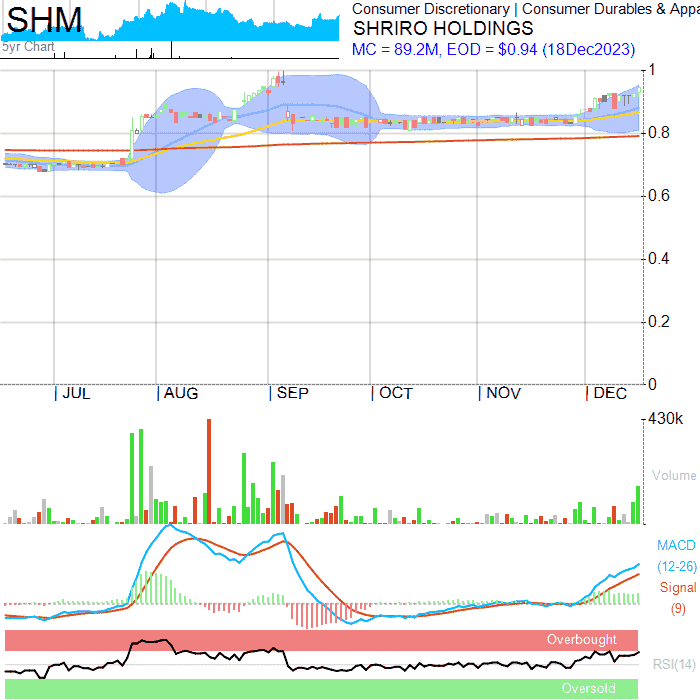 SHM
5yr Chart
Consumer Discretionary | Consumer Durables & Appa
SHRIRO HOLDINGS
MC = 89.2M, EOD = $0.94 (18Dec2023)
1
0.8
0.6
0.4
0.2
0
| JUL
| AUG
| SEP
| OCT
| NOV
| DEC
430k
Volume
MACD
(12-26)
Signal
(9)
Overbought
RSI(14)
Oversold